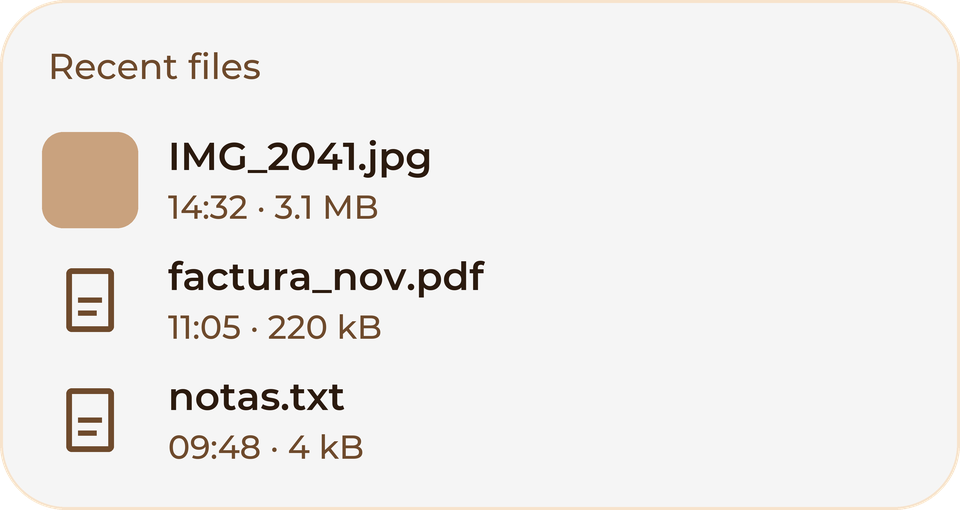 Recent files
IMG_2041.jpg
14:32 · 3.1 MB
factura_nov.pdf
11:05 · 220 kB
notas.txt
09:48 · 4 kB